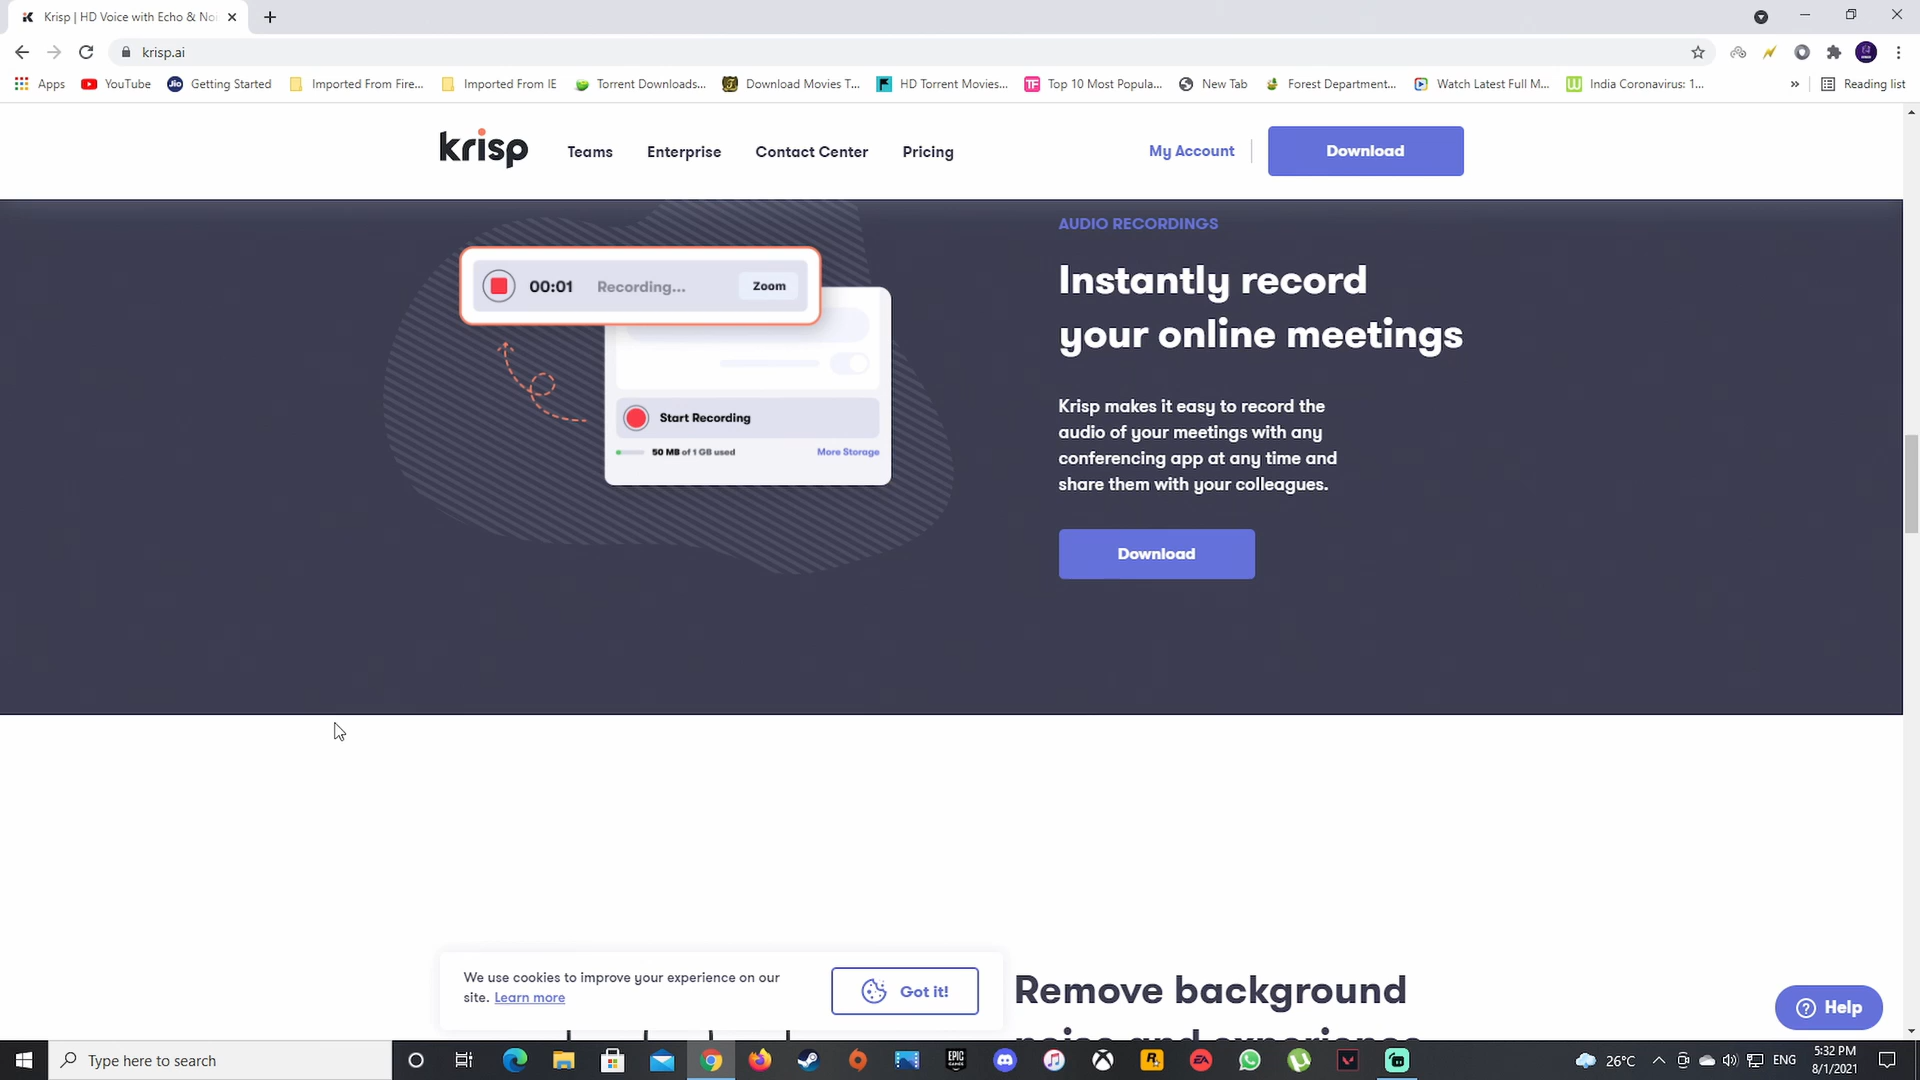 Krisp | HD Voice with Echo & Noi
krisp.ai
Apps YouTube Getting Started Imported From Fire... Imported From IE Torrent Downloads... Download Movies T... HD Torrent Movies... Top 10 Most Popula... New Tab Forest Department... Watch Latest Full M... India Coronavirus: 1... » Reading list
krisp Teams Enterprise Contact Center Pricing My Account Download
00:01 Recording... Zoom
Start Recording
50 MB of 1 GB used More Storage
AUDIO RECORDINGS
Instantly record
your online meetings
Krisp makes it easy to record the
audio of your meetings with any
conferencing app at any time and
share them with your colleagues.
Download
We use cookies to improve your experience on our
site. Learn more
Got it!
Remove background
noise and experience
Help
Type here to search
EPIC GAMES
26°C ENG
5:32 PM
8/1/2021